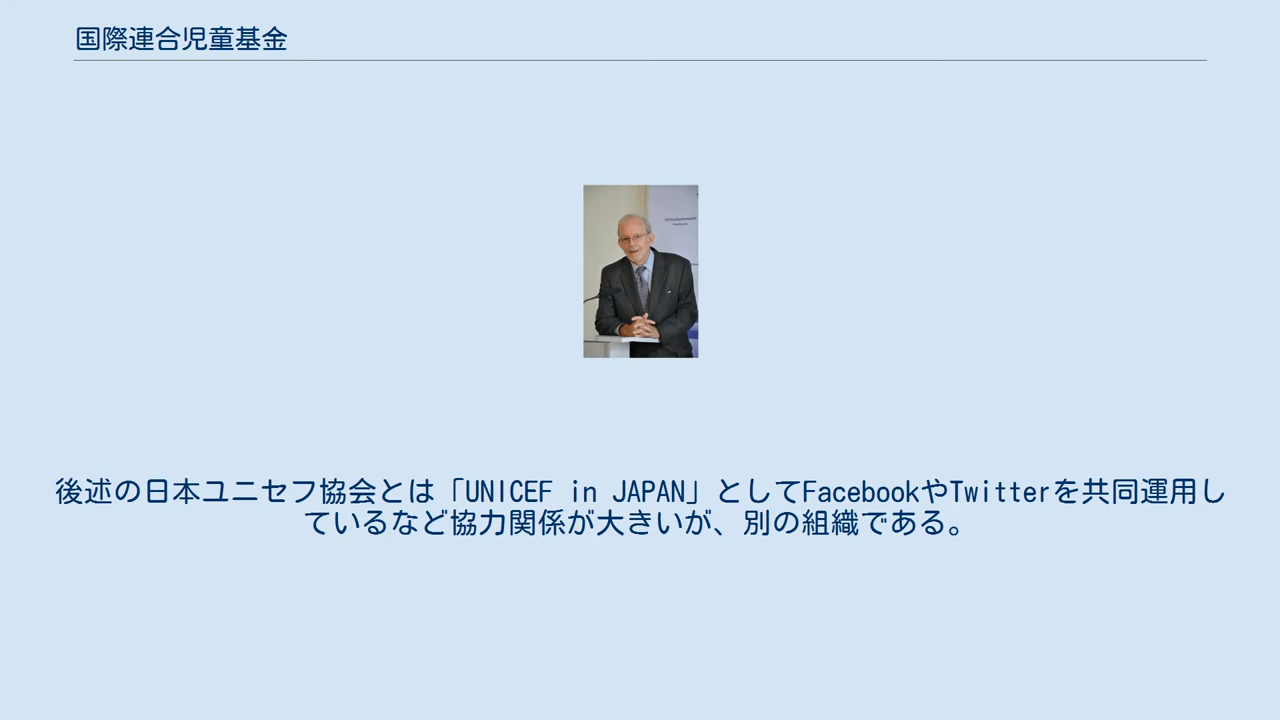 国際連合児童基金
後述の日本ユニセフ協会とは「UNICEF in JAPAN」としてFacebookやTwitterを共同運用し
ているなど協力関係が大きいが、別の組織である。